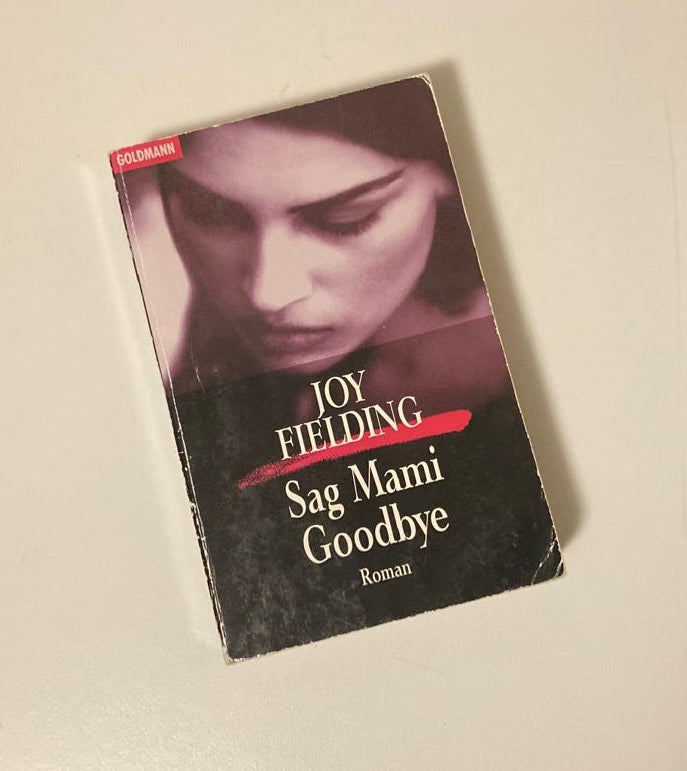 GOLDMANN
JOY
FIELDING
Sag Mami
Goodbye
Roman